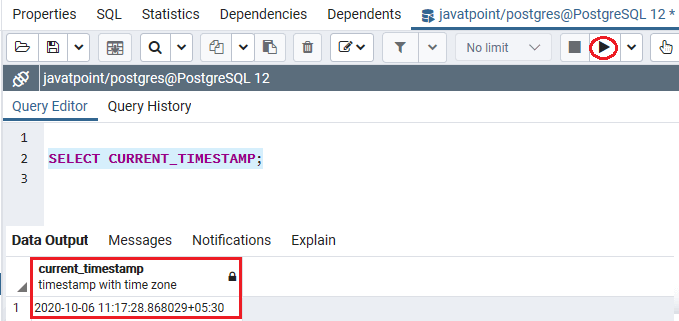 Properties SQL Statistics Dependencies Dependents javatpoint/postgres@PostgreSQL 12 *
No limit
javatpoint/postgres@PostgreSQL 12
Query Editor Query History
1
2 SELECT CURRENT_TIMESTAMP;
3
Data Output Messages Notifications Explain
current_timestamp
timestamp with time zone
1 2020-10-06 11:17:28.868029+05:30